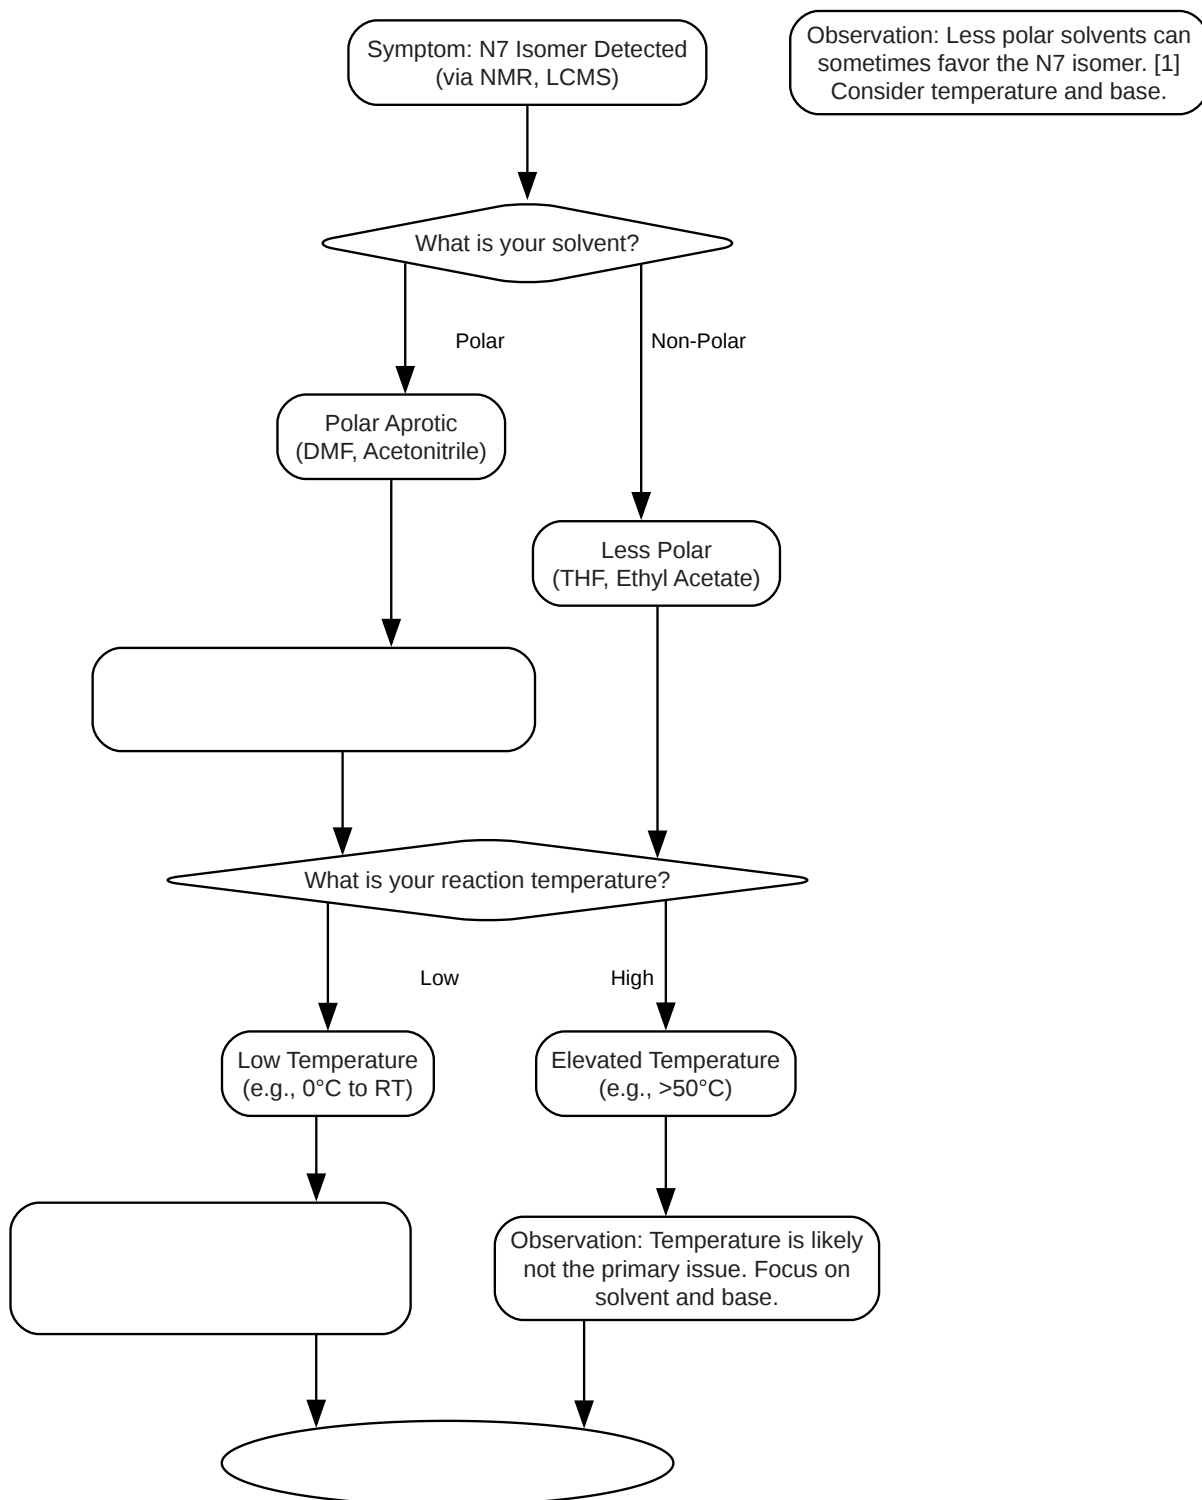 Symptom: N7 Isomer Detected
(via NMR, LCMS)
Observation: Less polar solvents can
sometimes favor the N7 isomer. [1]
Consider temperature and base.
What is your solvent?
Polar
Non-Polar
Polar Aprotic
(DMF, Acetonitrile)
Less Polar
(THF, Ethyl Acetate)
What is your reaction temperature?
Low
High
Low Temperature
(e.g., 0°C to RT)
Elevated Temperature
(e.g., >50°C)
Observation: Temperature is likely
not the primary issue. Focus on
solvent and base.